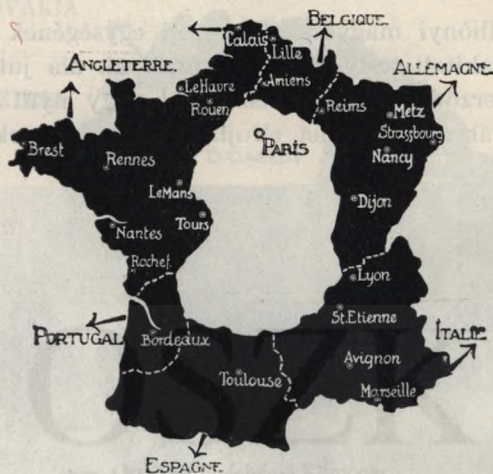 BELGIQUE.
Calais
Lille
ANGLETERRE.
ALLEMAGNE.
LeHavre
Amiens
Rouen
Reims
Metz
Strassbourg
PARIS
Brest
Rennes
Nancy
LeMans
Dijon
Tours
Nantes
Rochef.
Lyon
St.Etienne
PORTUGAL
Bordeaux
ITALIE
Avignon
Toulouse
Marseille
ESPAGNE